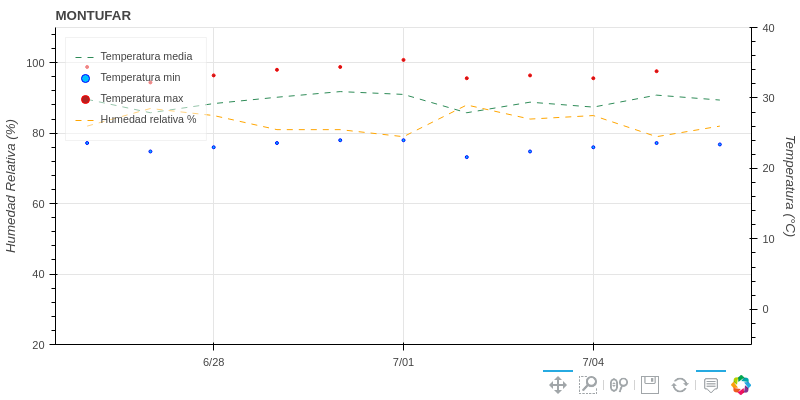 MONTUFAR
Temperatura media
Temperatura min
Temperatura max
Humedad relativa %
Humedad Relativa (%)
100
80
60
40
20
Temperatura (°C)
40
30
20
10
0
6/28
7/01
7/04